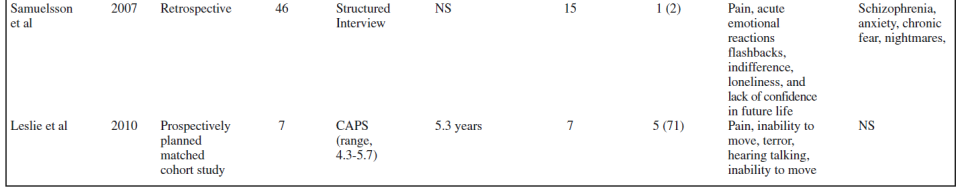 Samuelsson 2007 Retrospective 46 Structured NS 15 1 (2) Pain, acute Schizophrenia,
et al Interview emotional anxiety, chronic
reactions fear, nightmares,
flashbacks,
indifference,
loneliness, and
lack of confidence
in future life
Leslie et al 2010 Prospectively 7 CAPS 5.3 years 7 5 (71) Pain, inability to NS
planned (range, move, terror,
matched 4.3-5.7) hearing talking,
cohort study inability to move